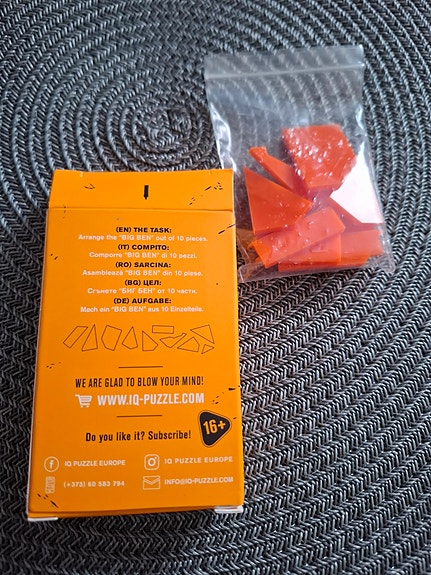 (EN) THE TASK:
Arrange the "BIG BEN" out of 10 pieces.
(IT) COMPITO:
Comporre "BIG BEN" di 10 pezzi.
(RO) SARCINA:
Asamblează "BIG BEN" din 10 piese.
(BG) ЦЕЛ:
Сгънете "БИГ БЕН" от 10 части.
(DE) AUFGABE:
Mach ein "BIG BEN" aus 10 Einzelteile.
WE ARE GLAD TO BLOW YOUR MIND!
WWW.IQ-PUZZLE.COM
Do you like it? Subscribe!
16+
IQ PUZZLE EUROPE
IQ PUZZLE EUROPE
(+373) 60 583 794
INFO@IQ-PUZZLE.COM